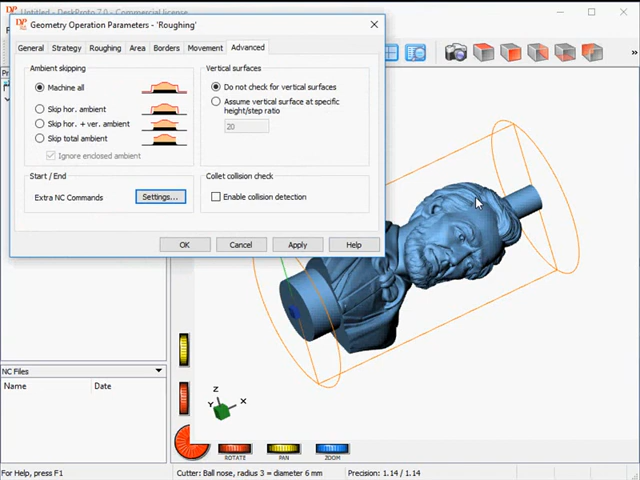 Untitled - DeskProto 7.0 - Commercial license
Geometry Operation Parameters - 'Roughing'
General
Strategy
Roughing
Area
Borders
Movement
Advanced
Ambient skipping
Machine all
Skip hor. ambient
Skip hor. + ver. ambient
Skip total ambient
Ignore enclosed ambient
Vertical surfaces
Do not check for vertical surfaces
Assume vertical surface at specific
height/step ratio
20
Start / End
Extra NC Commands
Settings...
Collet collision check
Enable collision detection
OK
Cancel
Apply
Help
NC Files
Name
Date
Z
Y
X
ROTATE
PAN
ZOOM
For Help, press F1
Cutter: Ball nose, radius 3 = diameter 6 mm
Precision: 1.14 / 1.14